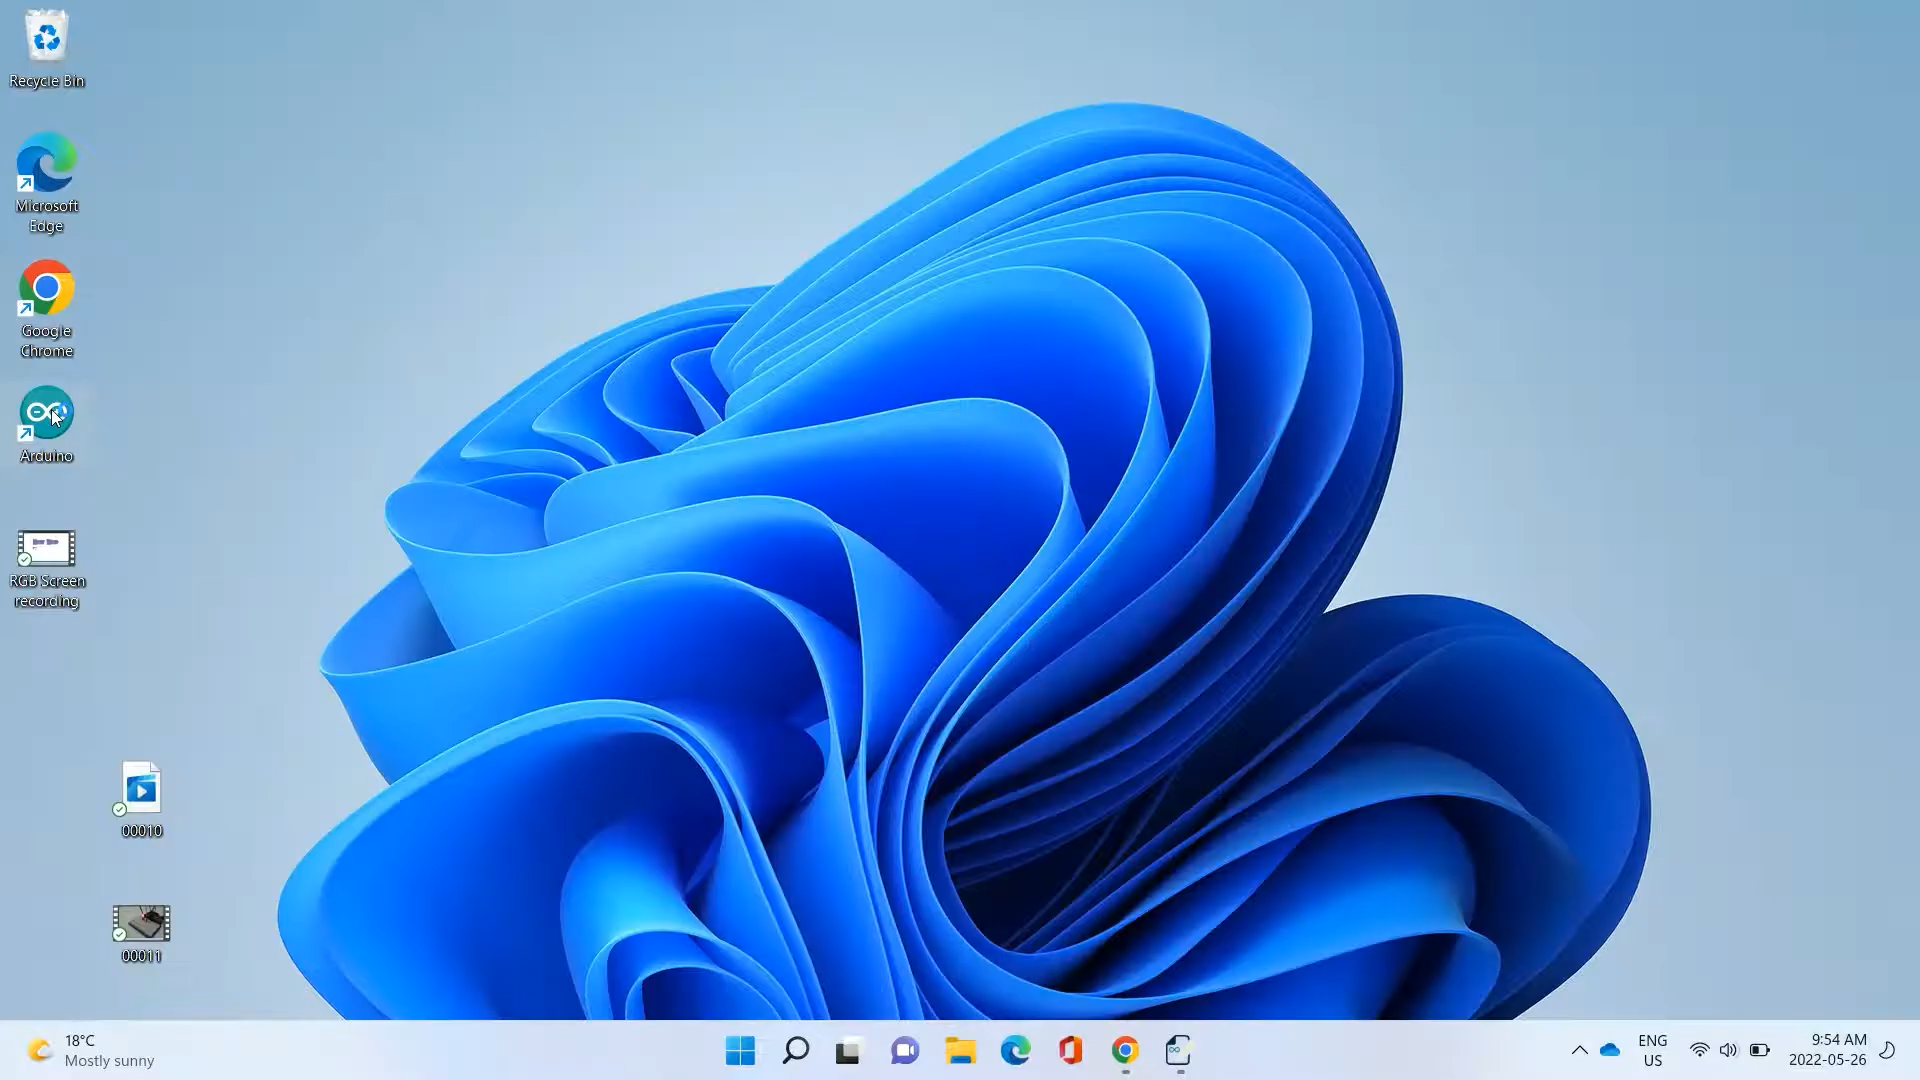 Recycle Bin
Microsoft
Edge
Google
Chrome
Arduino
RGB Screen
recording
00010
00011
18°C
Mostly sunny
ENG
US
9:54 AM
2022-05-26